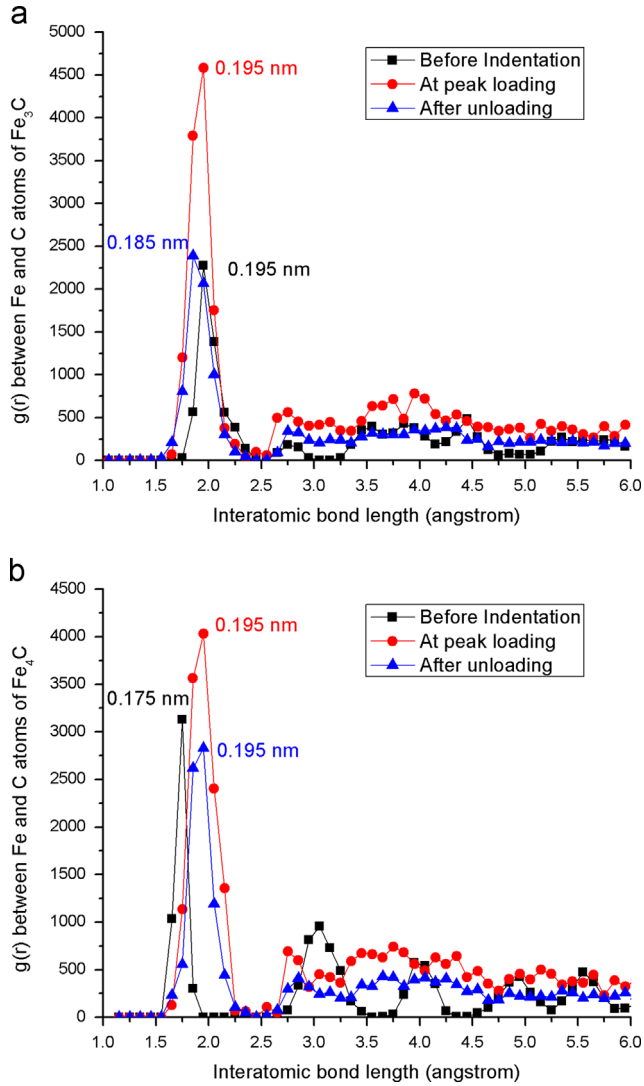 a
5000
4500
4000
3500
3000
2500
2000
1500
1000
500
0
g(r) between Fe and C atoms of Fe3C
0.195 nm
0.185 nm
0.195 nm
Before Indentation
At peak loading
After unloading
1.0 1.5 2.0 2.5 3.0 3.5 4.0 4.5 5.0 5.5 6.0
Interatomic bond length (angstrom)
b
4500
4000
3500
3000
2500
2000
1500
1000
500
0
g(r) between Fe and C atoms of Fe4C
0.195 nm
0.175 nm
0.195 nm
Before Indentation
At peak loading
After unloading
1.0 1.5 2.0 2.5 3.0 3.5 4.0 4.5 5.0 5.5 6.0
Interatomic bond length (angstrom)